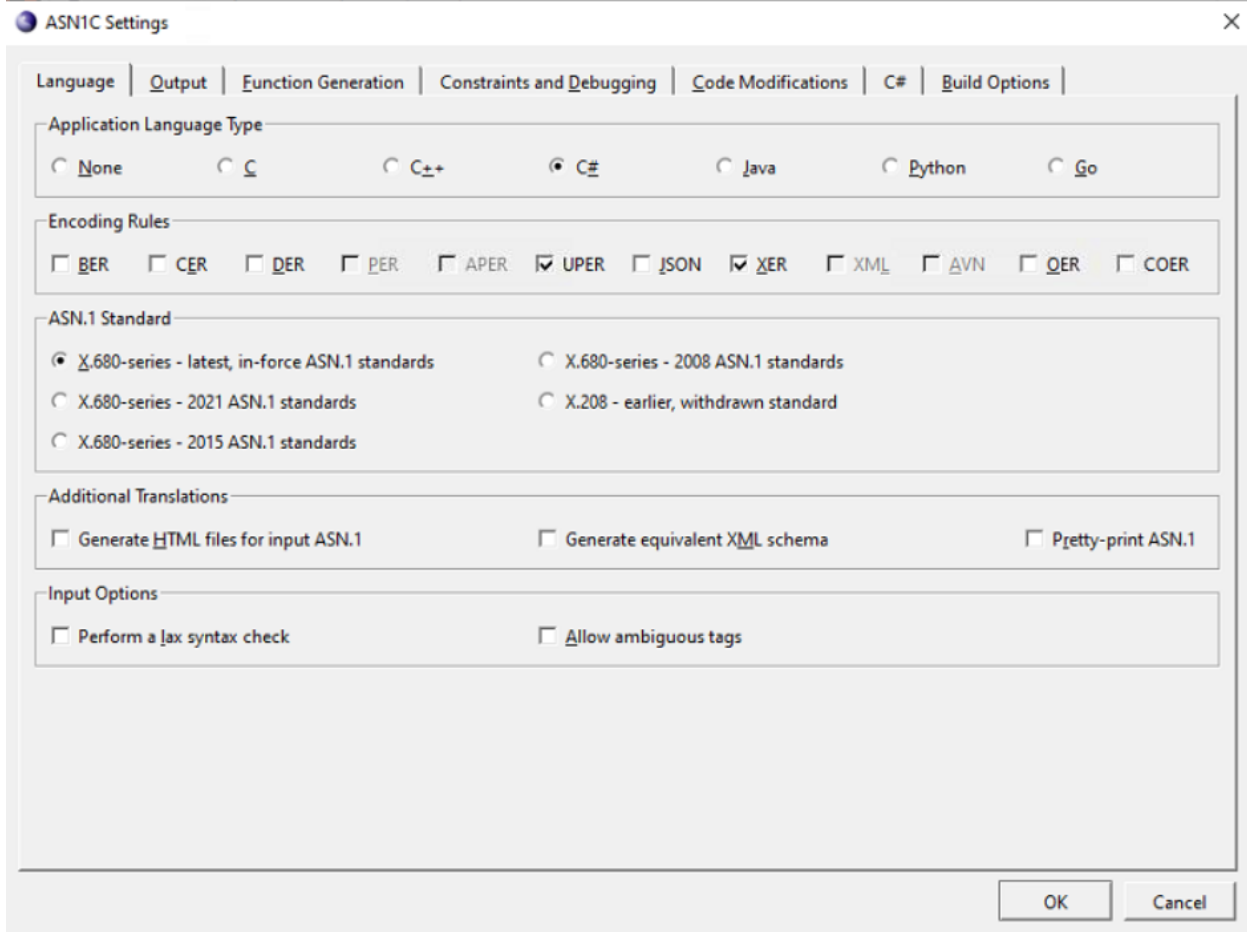 ASN1C Settings
Language Output Function Generation Constraints and Debugging Code Modifications C# Build Options
Application Language Type
None C C++ C# Java Python Go
Encoding Rules
BER CER DER PER APER UPER JSON XER XML AVN OER COER
ASN.1 Standard
X.680-series - latest, in-force ASN.1 standards X.680-series - 2008 ASN.1 standards
X.680-series - 2021 ASN.1 standards X.208 - earlier, withdrawn standard
X.680-series - 2015 ASN.1 standards
Additional Translations
Generate HTML files for input ASN.1 Generate equivalent XML schema Pretty-print ASN.1
Input Options
Perform a lax syntax check Allow ambiguous tags
OK Cancel